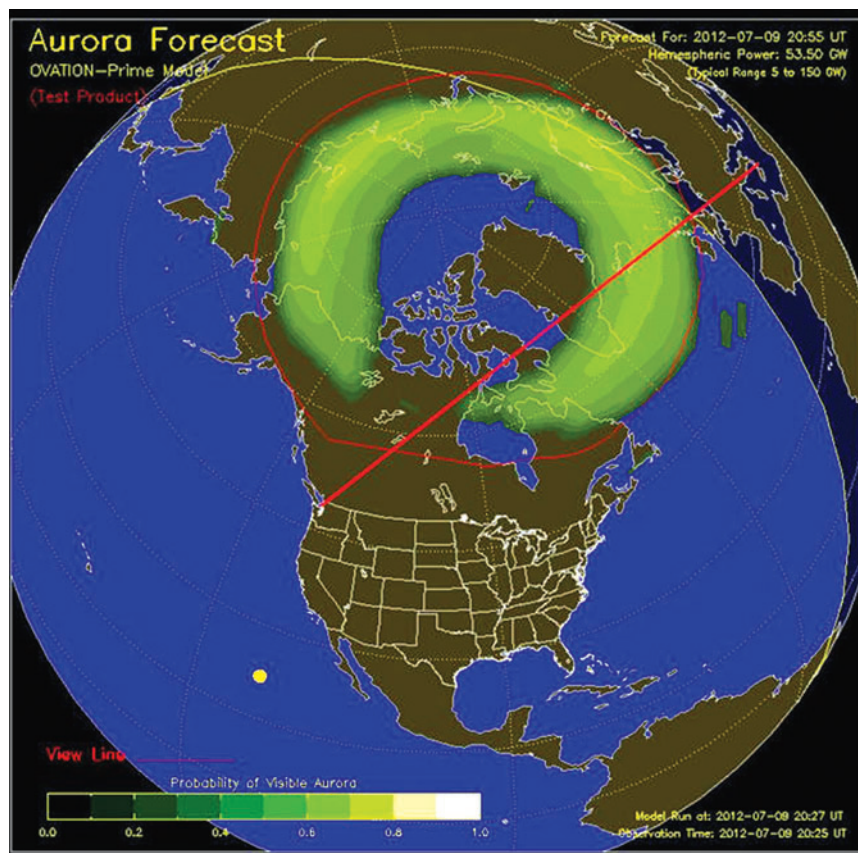 Aurora Forecast
OVATION-Prime Model
(Test Product)
Forecast For: 2012-07-09 20:55 UT
Hemespheric Power: 53.50 GW
(Typical Range 5 to 150 GW)
View Line
Probability of Visible Aurora
0.0 0.2 0.4 0.6 0.8 1.0
Model Run at: 2012-07-09 20:27 UT
Observation Time: 2012-07-09 20:25 UT